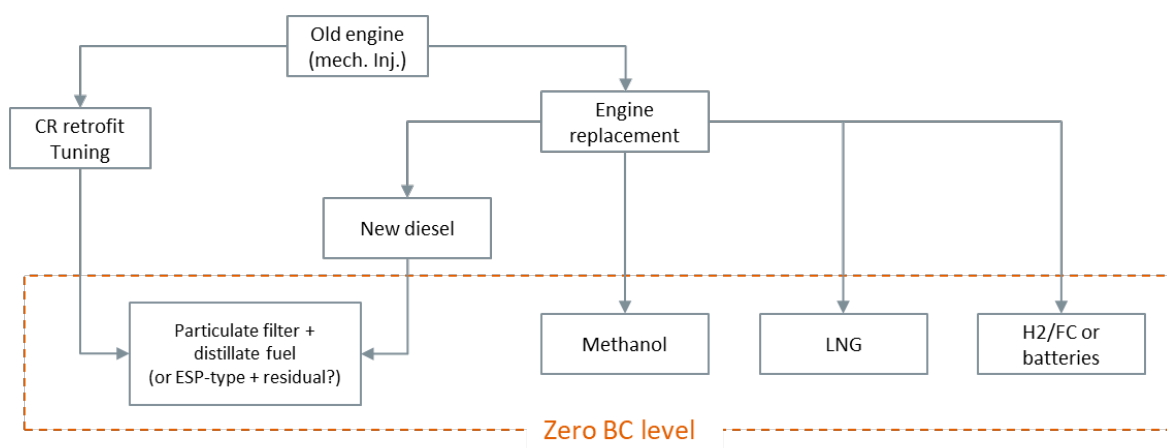 Old engine
(mech. Inj.)
CR retrofit
Tuning
Engine
replacement
New diesel
Particulate filter +
distillate fuel
(or ESP-type + residual?)
Methanol
LNG
H2/FC or
batteries
Zero BC level